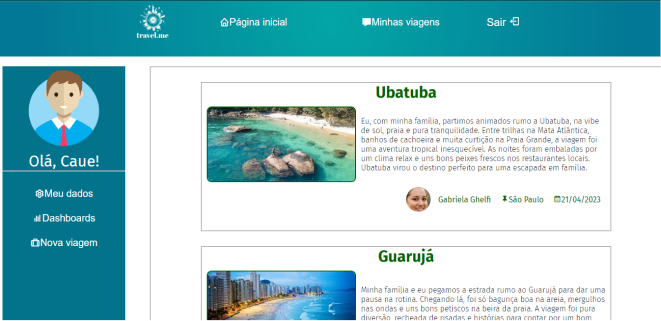 travel.me
Página inicial
Minhas viagens
Sair
Olá, Caue!
Meu dados
Dashboards
Nova viagem
Ubatuba
Eu, com minha família, partimos animados rumo a Ubatuba, na vibe
de sol, praia e pura tranquilidade. Entre trilhas na Mata Atlântica,
banhos de cachoeira e muita curtição na Praia Grande, a viagem foi
uma aventura tropical inesquecível. As noites foram embaladas por
um clima relax e uns bons peixes frescos nos restaurantes locais.
Ubatuba virou o destino perfeito para uma escapada em família.
Gabriela Ghelfi
São Paulo
21/04/2023
Guarujá
Minha família e eu pegamos a estrada rumo ao Guarujá para dar uma
pausa na rotina. Chegando lá, foi só bagunça boa na areia, mergulhos
nas ondas e uns bons petiscos na beira da praia. A viagem foi pura
diversão, recheada de risadas e histórias para contar por um bom